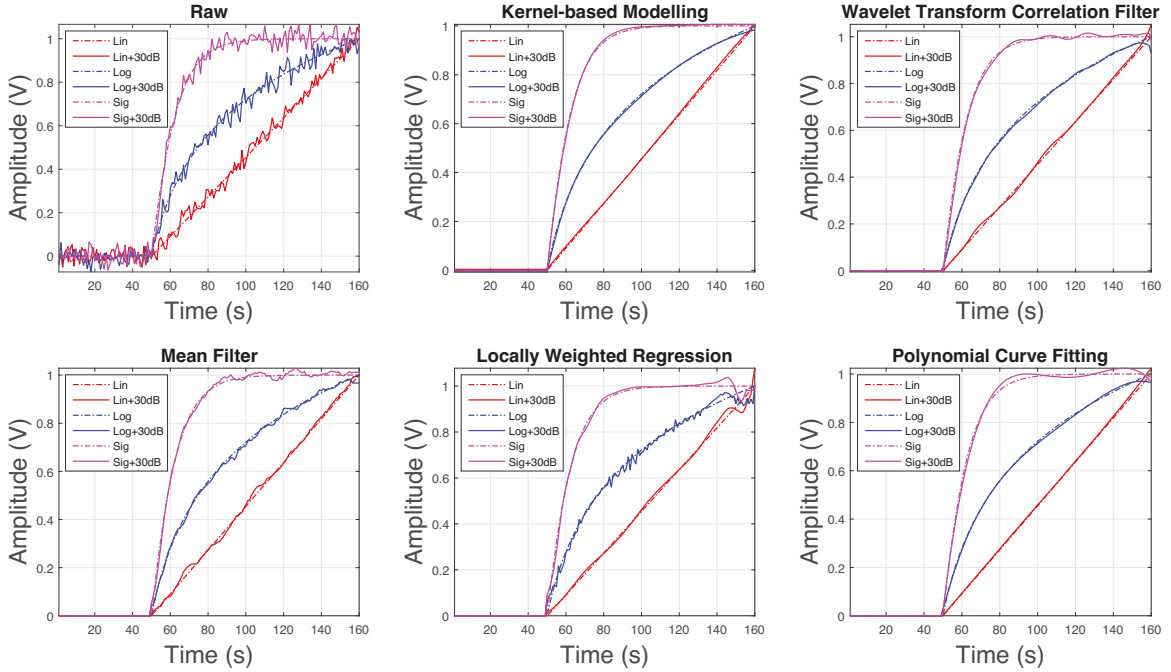 Raw
Amplitude (V)
1
0.8
0.6
0.4
0.2
0
Lin
Lin+30dB
Log
Log+30dB
Sig
Sig+30dB
20 40 60 80 100 120 140 160
Time (s)
Kernel-based Modelling
Amplitude (V)
1
0.8
0.6
0.4
0.2
0
Lin
Lin+30dB
Log
Log+30dB
Sig
Sig+30dB
20 40 60 80 100 120 140 160
Time (s)
Wavelet Transform Correlation Filter
Amplitude (V)
1
0.8
0.6
0.4
0.2
0
Lin
Lin+30dB
Log
Log+30dB
Sig
Sig+30dB
20 40 60 80 100 120 140 160
Time (s)
Mean Filter
Amplitude (V)
1
0.8
0.6
0.4
0.2
0
Lin
Lin+30dB
Log
Log+30dB
Sig
Sig+30dB
20 40 60 80 100 120 140 160
Time (s)
Locally Weighted Regression
Amplitude (V)
1
0.8
0.6
0.4
0.2
0
Lin
Lin+30dB
Log
Log+30dB
Sig
Sig+30dB
20 40 60 80 100 120 140 160
Time (s)
Polynomial Curve Fitting
Amplitude (V)
1
0.8
0.6
0.4
0.2
0
Lin
Lin+30dB
Log
Log+30dB
Sig
Sig+30dB
20 40 60 80 100 120 140 160
Time (s)